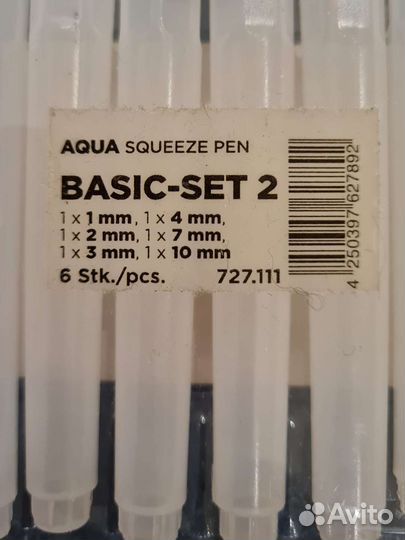 AQUA SQUEEZE PEN
BASIC-SET 2
1 x 1 mm, 1 x 4 mm,
1 x 2 mm, 1 x 7 mm,
1 x 3 mm, 1 x 10 mm
6 Stk./pcs. 727.111
4 250397 627892
Avito